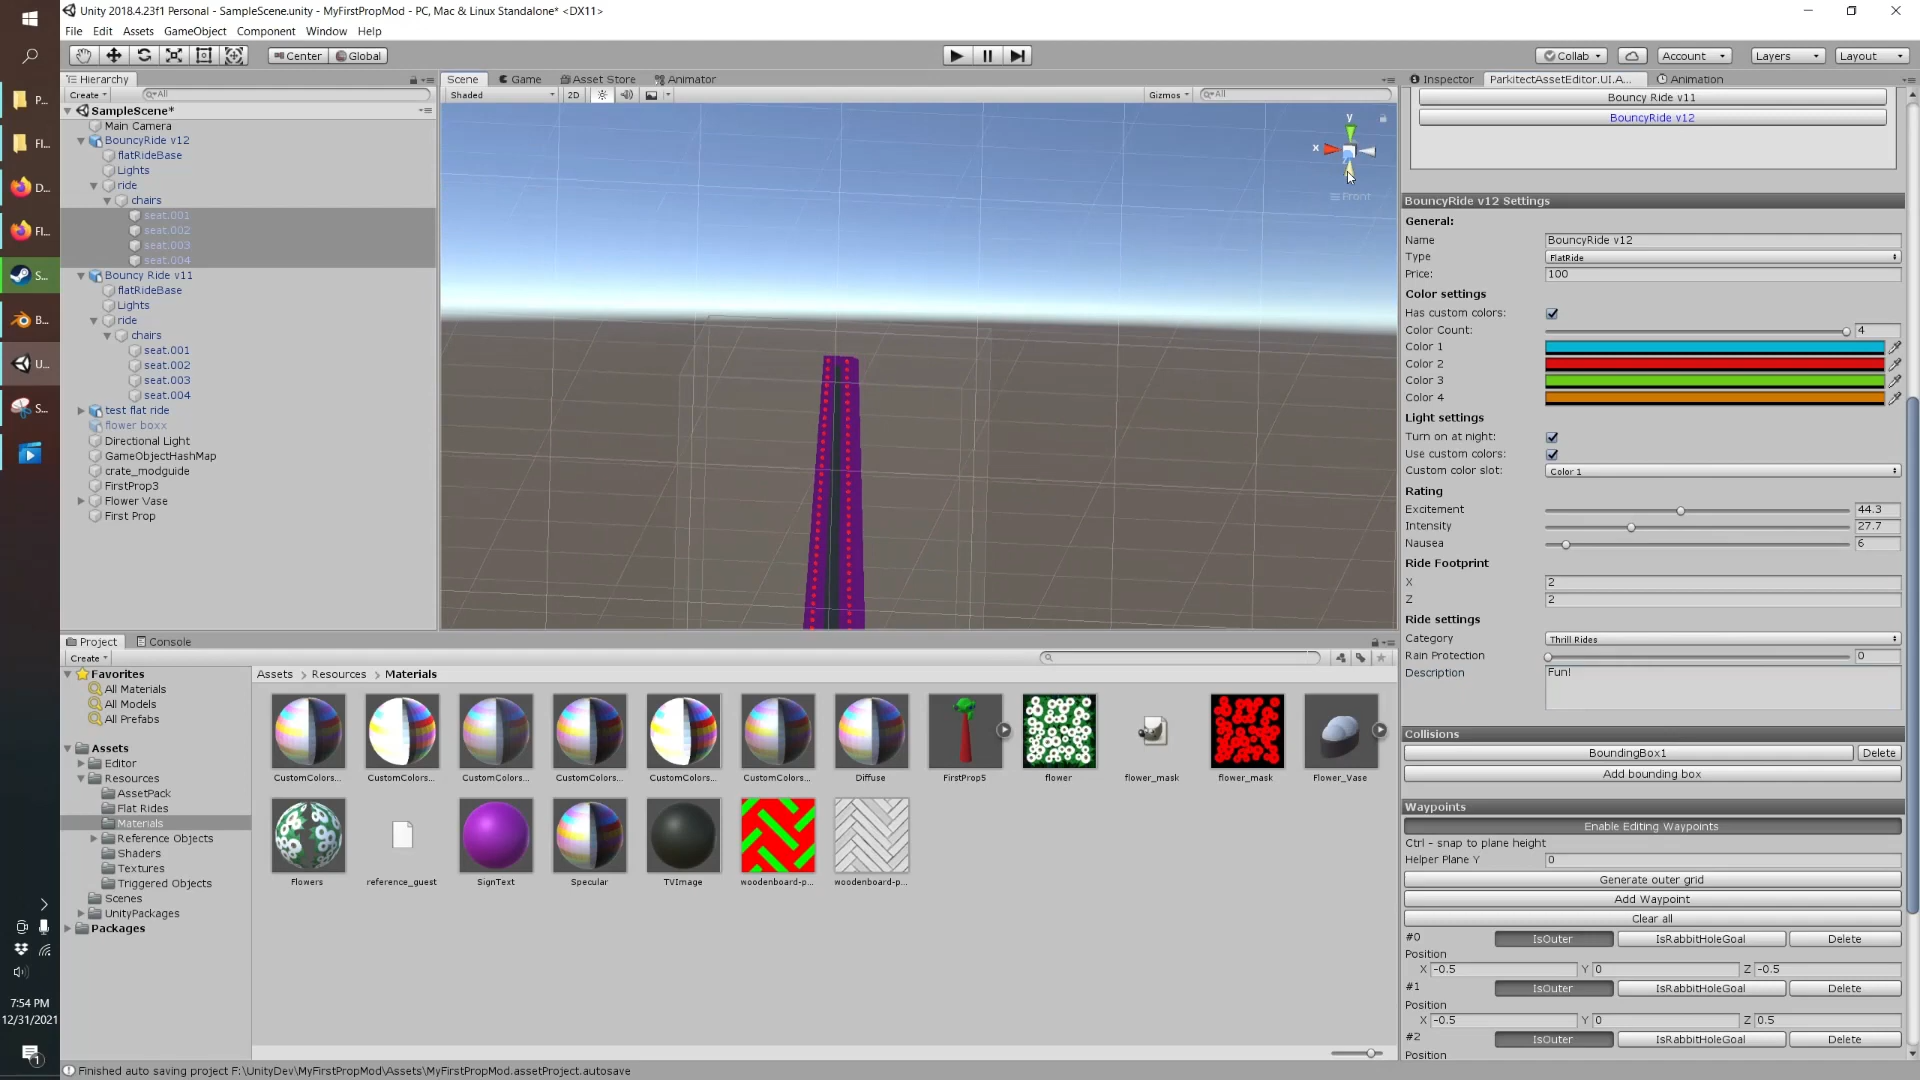 Unity 2018.4.23f1 Personal - SampleScene.unity - MyFirstPropMod - PC, Mac & Linux Standalone* <DX11>
File Edit Assets GameObject Component Window Help
Center Global
Collab Account Layers Layout
Hierarchy
Create All
SampleScene*
Main Camera
BouncyRide v12
flatRideBase
Lights
ride
chairs
seat.001
seat.002
seat.003
seat.004
Bouncy Ride v11
flatRideBase
Lights
ride
chairs
seat.001
seat.002
seat.003
seat.004
test flat ride
flower boxx
Directional Light
GameObjectHashMap
crate_modguide
FirstProp3
Flower Vase
First Prop
Scene Game Asset Store Animator
Shaded 2D Gizmos All
y
x
Front
Inspector ParkitectAssetEditor.UI.A... Animation
Bouncy Ride v11
BouncyRide v12
BouncyRide v12 Settings
General:
Name BouncyRide v12
Type FlatRide
Price: 100
Color settings
Has custom colors:
Color Count: 4
Color 1
Color 2
Color 3
Color 4
Light settings
Turn on at night:
Use custom colors:
Custom color slot: Color 1
Rating
Excitement 44.3
Intensity 27.7
Nausea 6
Ride Footprint
X 2
Z 2
Ride settings
Category Thrill Rides
Rain Protection 0
Description Fun!
Collisions
BoundingBox1 Delete
Add bounding box
Waypoints
Enable Editing Waypoints
Ctrl - snap to plane height
Helper Plane Y 0
Generate outer grid
Add Waypoint
Clear all
#0 IsOuter IsRabbitHoleGoal Delete
Position
X -0.5 Y 0 Z -0.5
#1 IsOuter IsRabbitHoleGoal Delete
Position
X -0.5 Y 0 Z 0.5
#2 IsOuter IsRabbitHoleGoal Delete
Position
Project Console
Create
Favorites
All Materials
All Models
All Prefabs
Assets
Editor
Resources
AssetPack
Flat Rides
Materials
Reference Objects
Shaders
Textures
Triggered Objects
Scenes
UnityPackages
Packages
Assets Resources Materials
CustomColors... CustomColors... CustomColors... CustomColors... CustomColors... CustomColors... Diffuse FirstProp5 flower flower_mask flower_mask Flower_Vase
Flowers reference_guest SignText Specular TVImage woodenboard-p... woodenboard-p...
Finished auto saving project F:\UnityDev\MyFirstPropMod\Assets\MyFirstPropMod.assetProject.autosave
P...
Fl...
D...
Fl...
S...
B...
U...
S...
7:54 PM
12/31/2021
1